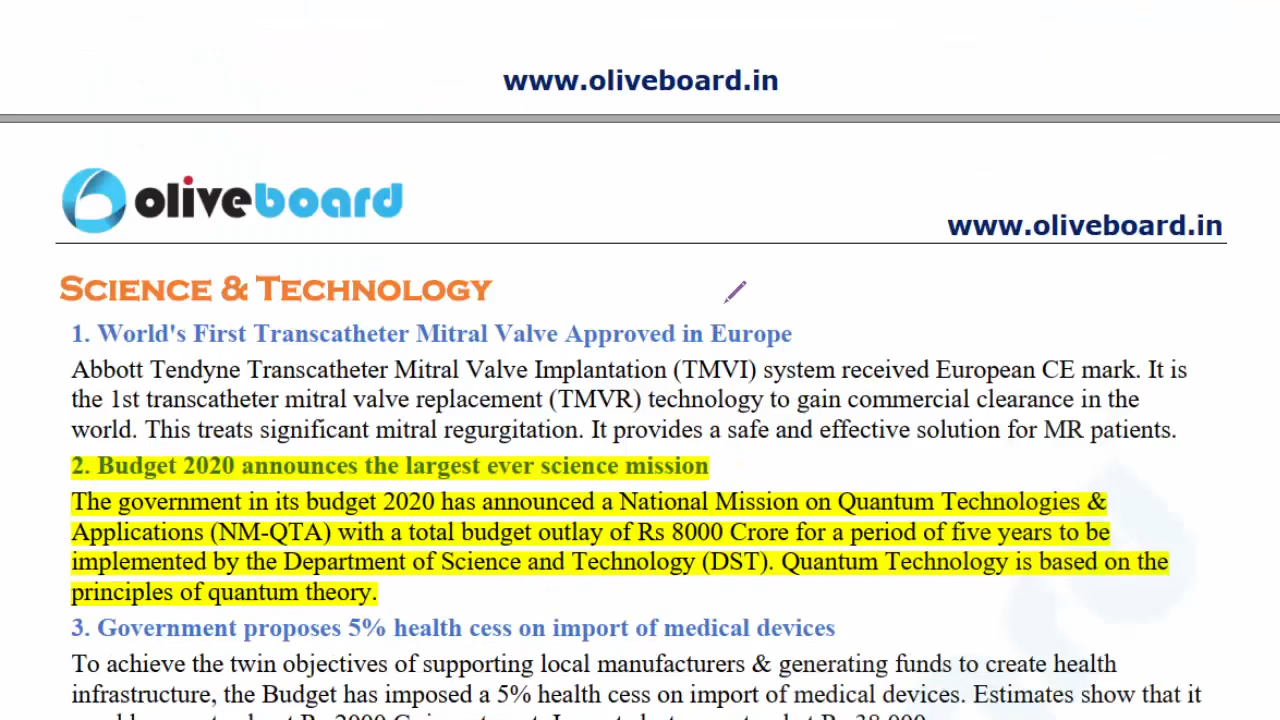 www.oliveboard.in
oliveboard
www.oliveboard.in
SCIENCE & TECHNOLOGY
1. World's First Transcatheter Mitral Valve Approved in Europe
Abbott Tendyne Transcatheter Mitral Valve Implantation (TMVI) system received European CE mark. It is
the 1st transcatheter mitral valve replacement (TMVR) technology to gain commercial clearance in the
world. This treats significant mitral regurgitation. It provides a safe and effective solution for MR patients.
2. Budget 2020 announces the largest ever science mission
The government in its budget 2020 has announced a National Mission on Quantum Technologies &
Applications (NM-QTA) with a total budget outlay of Rs 8000 Crore for a period of five years to be
implemented by the Department of Science and Technology (DST). Quantum Technology is based on the
principles of quantum theory.
3. Government proposes 5% health cess on import of medical devices
To achieve the twin objectives of supporting local manufacturers & generating funds to create health
infrastructure, the Budget has imposed a 5% health cess on import of medical devices. Estimates show that it